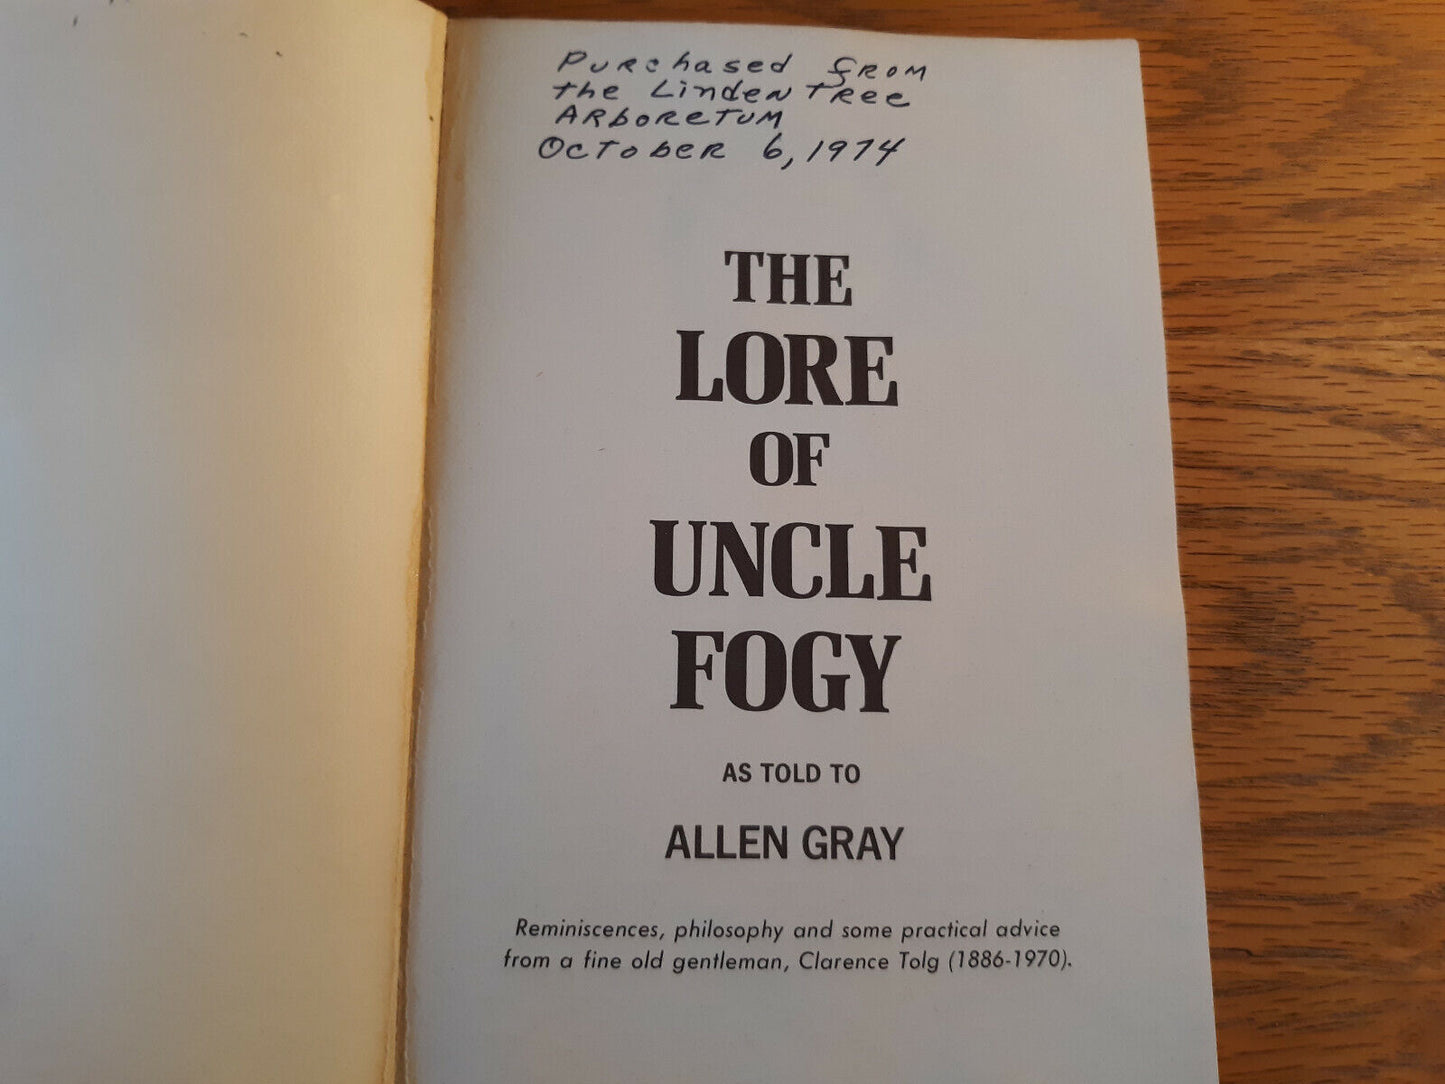 Purchased from
the Linden Tree
Arboretum
October 6, 1974
THE
LORE
OF
UNCLE
FOGY
AS TOLD TO
ALLEN GRAY
Reminiscences, philosophy and some practical advice
from a fine old gentleman, Clarence Tolg (1886-1970).